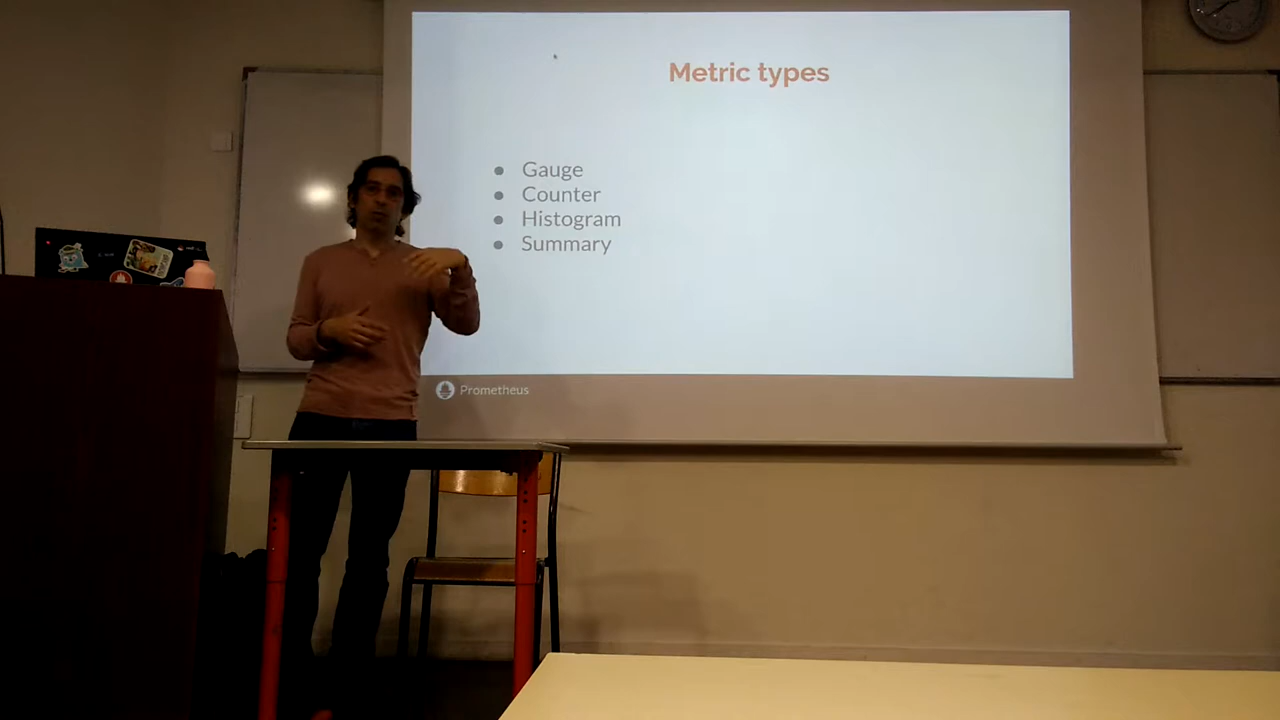 Metric types
Gauge
Counter
Histogram
Summary
Prometheus